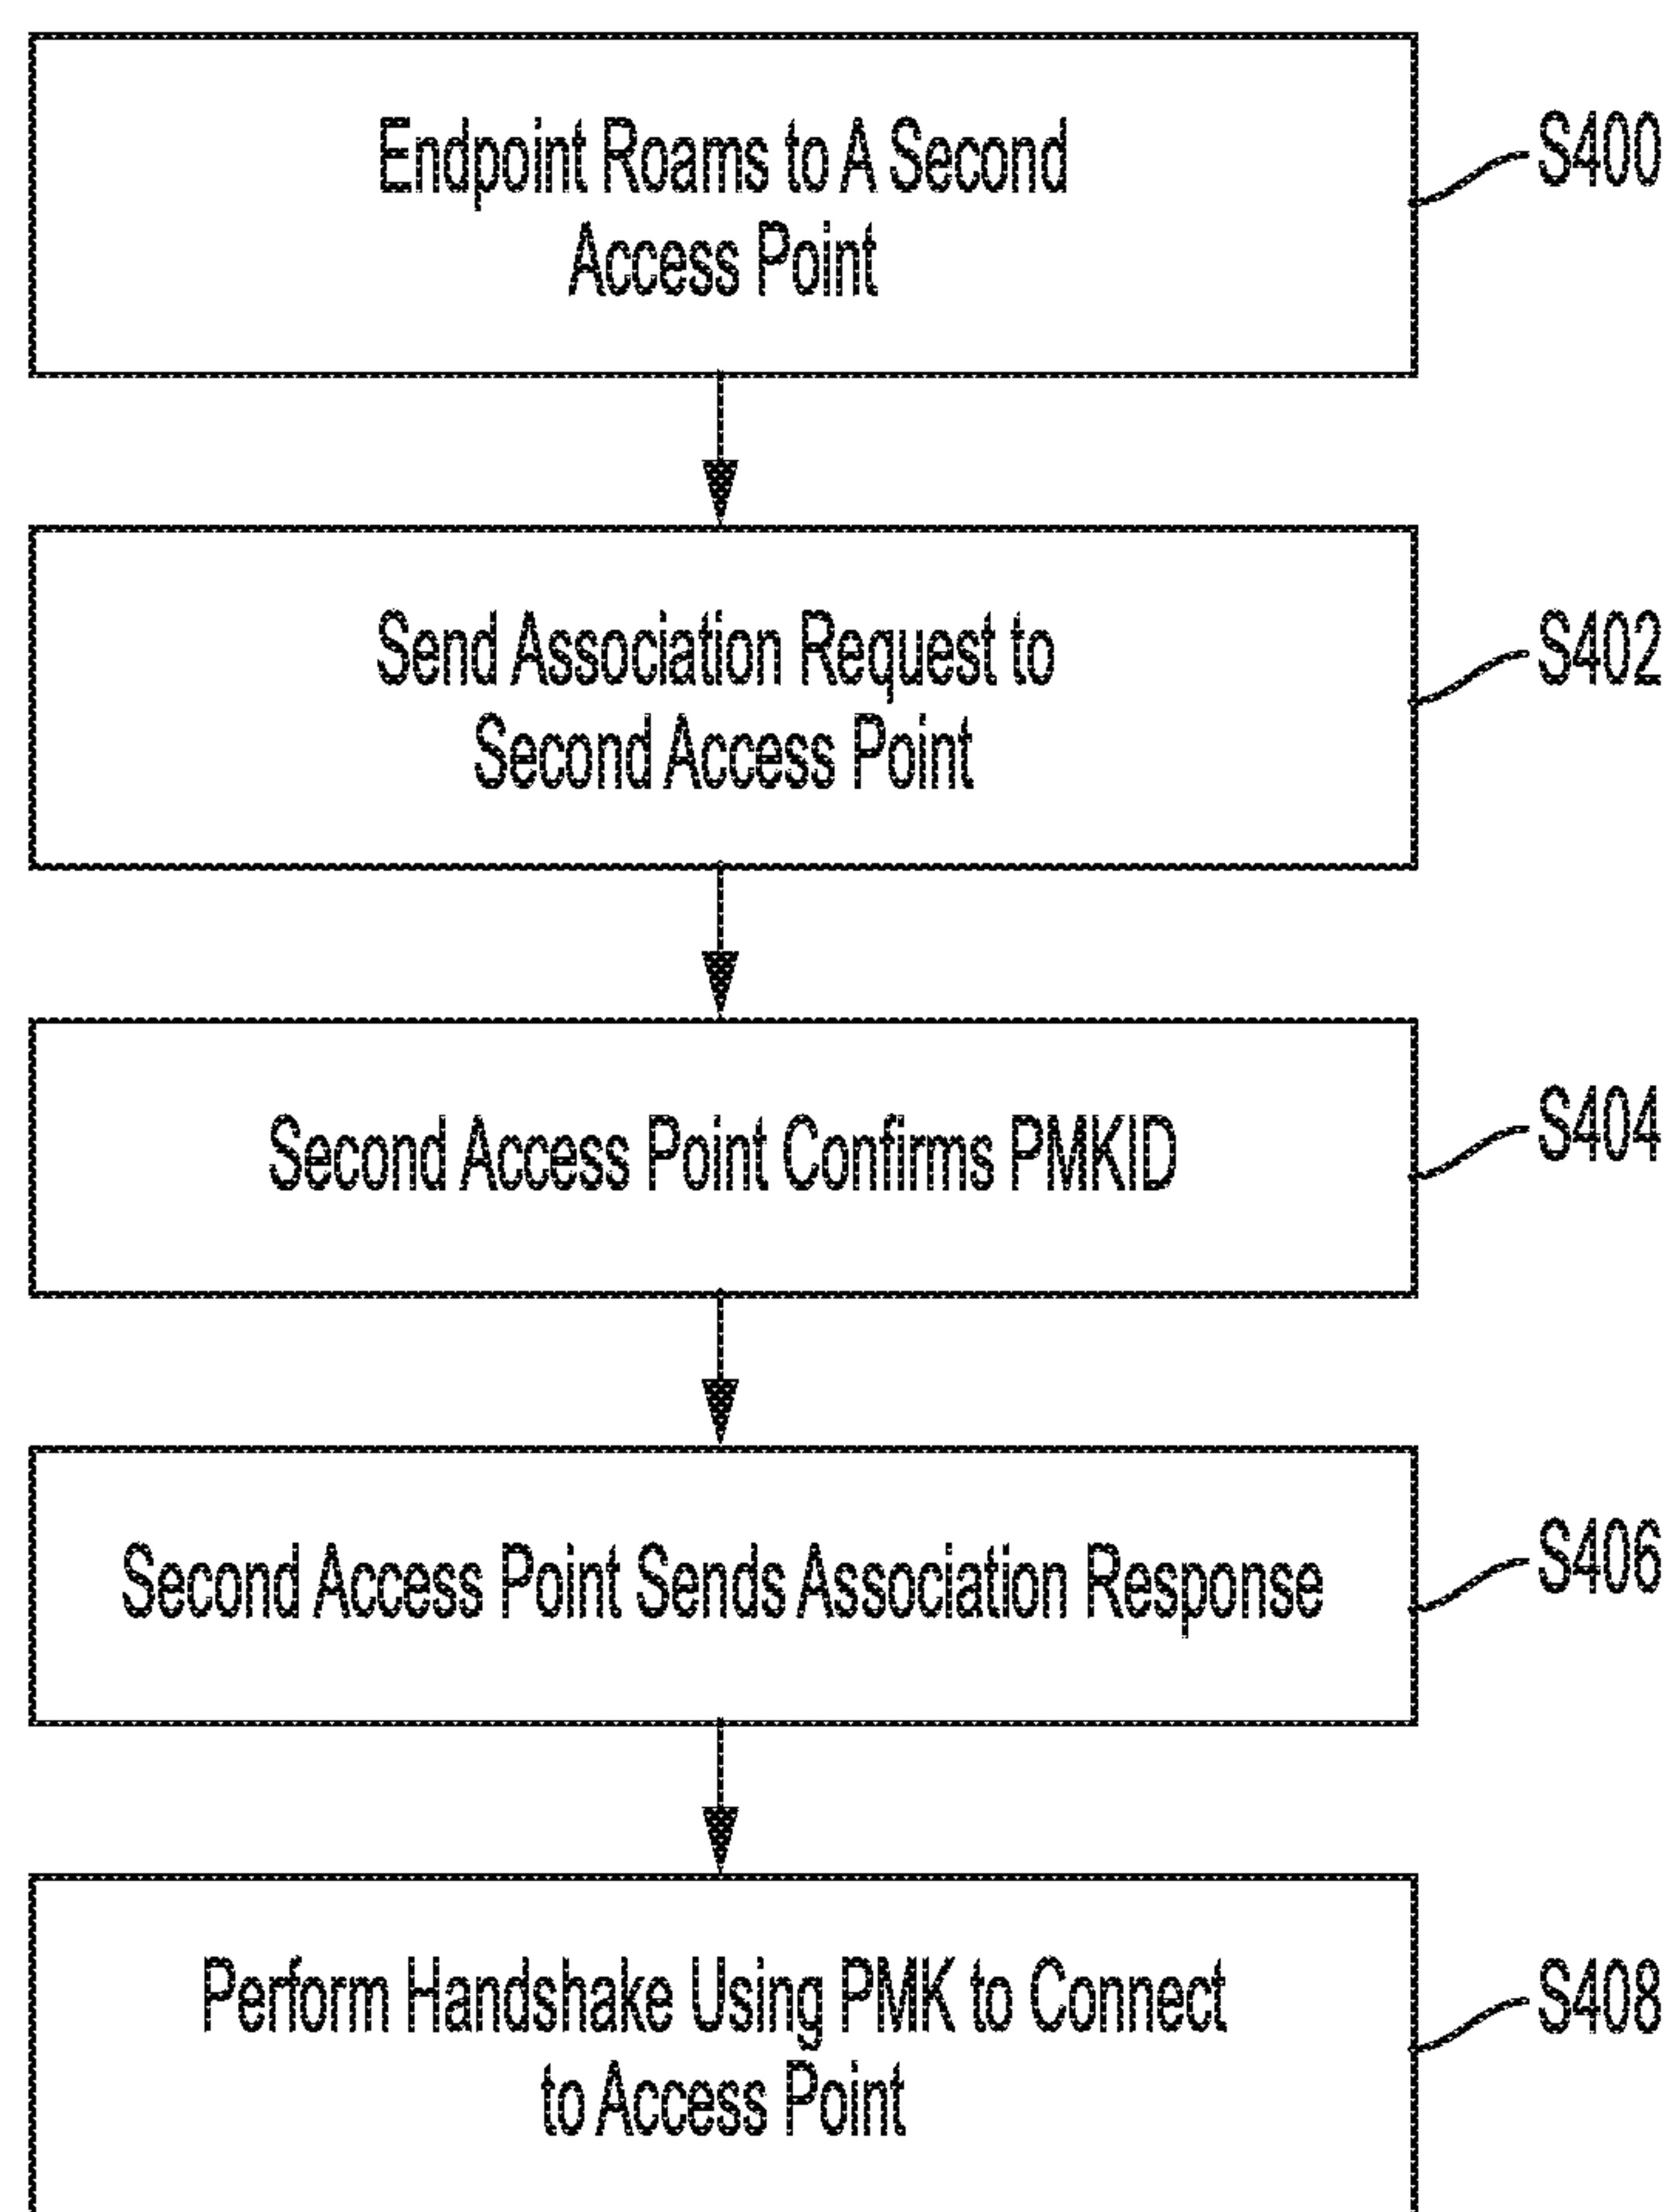 Endpoint Roams to A Second
Access Point
S400
Send Association Request to
Second Access Point
S402
Second Access Point Confirms PMKID
S404
Second Access Point Sends Association Response
S406
Perform Handshake Using PMK to Connect
to Access Point
S408